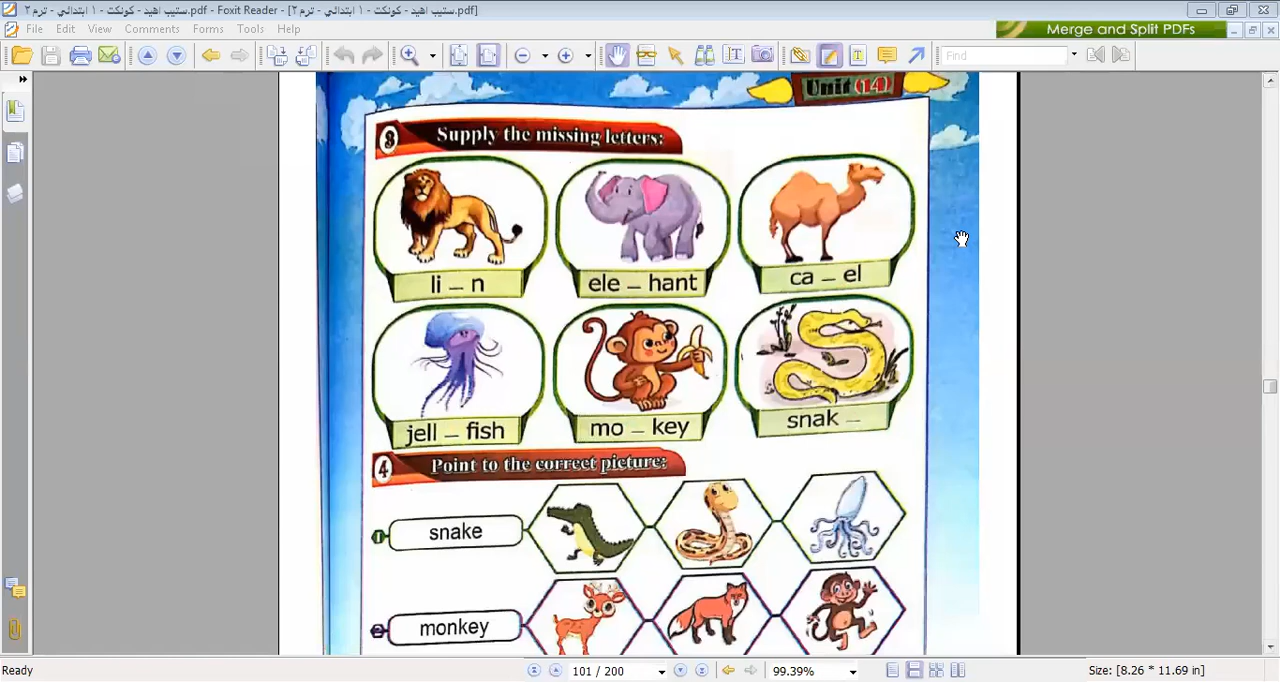 ستيب اهيد - كونكت - ١ ابتدائي - ترم ٢.pdf - Foxit Reader - [ستيب اهيد - كونكت - ١ ابتدائي - ترم ٢.pdf]
File Edit View Comments Forms Tools Help
Merge and Split PDFs
Find
Unit (14)
3 Supply the missing letters:
li _ n
ele _ hant
ca _ el
jell _ fish
mo _ key
snak _
4 Point to the correct picture:
1 snake
2 monkey
Ready
101 / 200
99.39%
Size: [8.26 * 11.69 in]